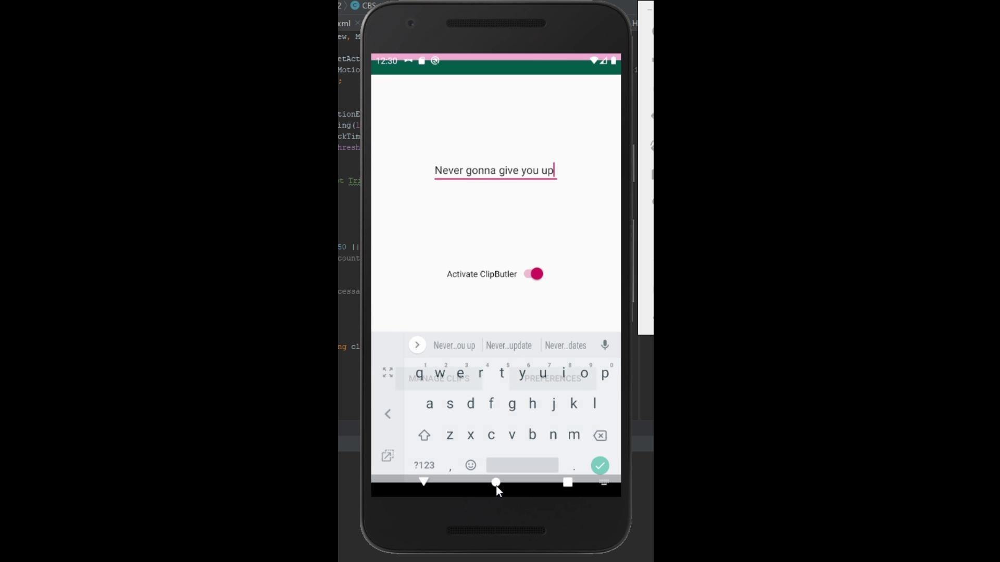 2 CBS
xml H
ew, M
etAct
12:30
Motio
;
tionE
ing(l
ckTim
hresh
Never gonna give you up
t Tri
50 ||
count
Activate ClipButler
cessa
ng cl
Never...ou up Never...update Never...dates
1 2 3 4 5 6 7 8 9 0
q w e r t y u i o p
MANAGE CLIPS PREFERENCES
a s d f g h j k l
z x c v b n m
?123 , .